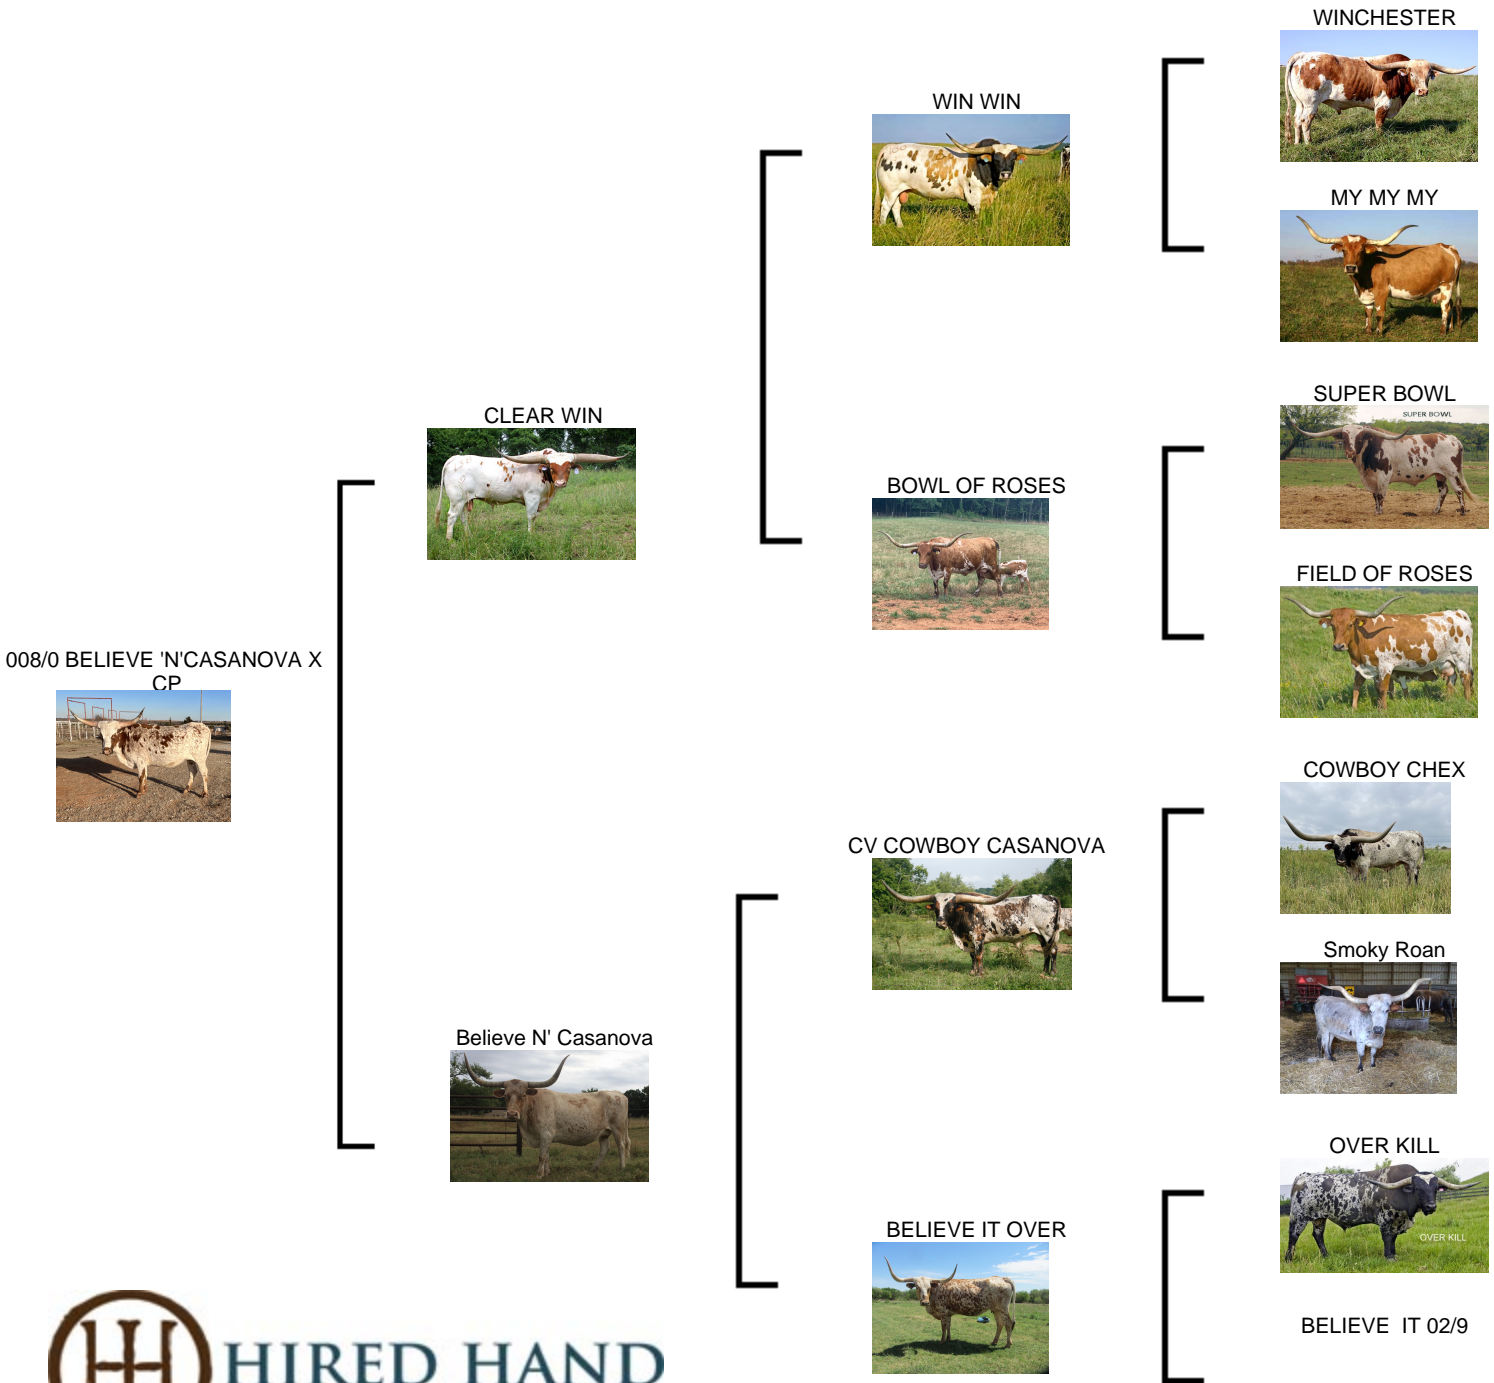 WINCHESTER
WIN WIN
MY MY MY
SUPER BOWL
SUPER BOWL
CLEAR WIN
BOWL OF ROSES
FIELD OF ROSES
008/0 BELIEVE 'N'CASANOVA X
CP
COWBOY CHEX
CV COWBOY CASANOVA
Smoky Roan
Believe N' Casanova
OVER KILL
OVER KILL
BELIEVE IT OVER
BELIEVE  IT 02/9
HIRED HAND